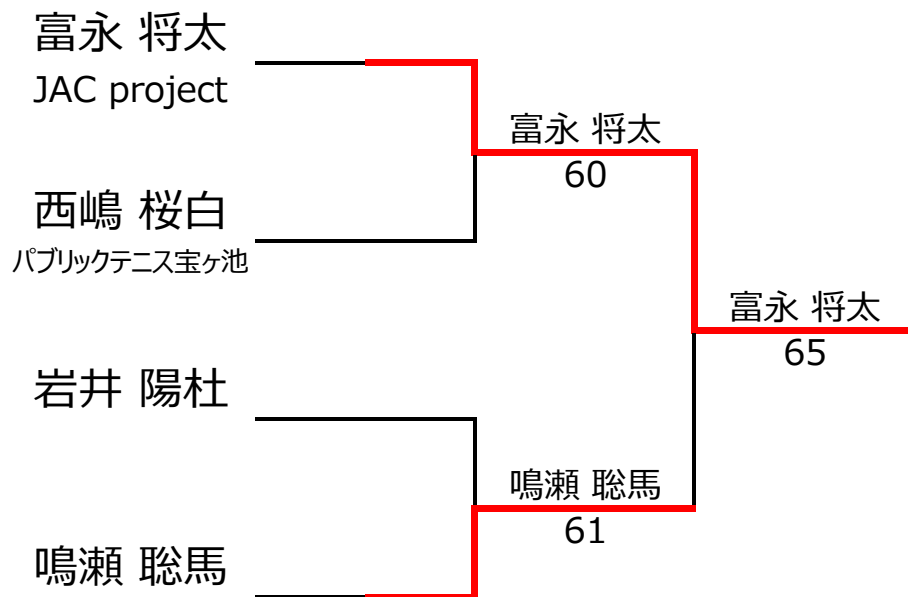 富永 将太
JAC project
富永 将太
60
西嶋 桜白
パブリックテニス宝ヶ池
富永 将太
65
岩井 陽杜
鳴瀬 聡馬
61
鳴瀬 聡馬